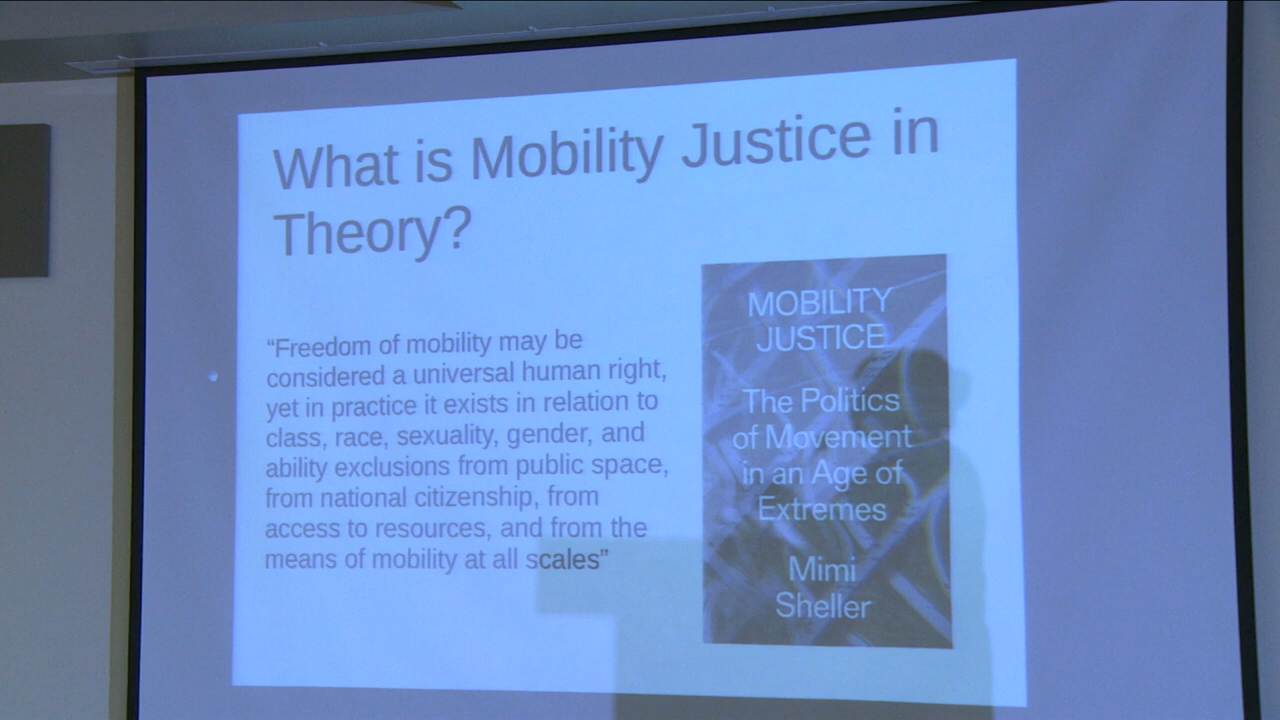 What is Mobility Justice in
Theory?
“Freedom of mobility may be
considered a universal human right,
yet in practice it exists in relation to
class, race, sexuality, gender, and
ability exclusions from public space,
from national citizenship, from
access to resources, and from the
means of mobility at all scales”
MOBILITY
JUSTICE
The Politics
of Movement
in an Age of
Extremes
Mimi
Sheller